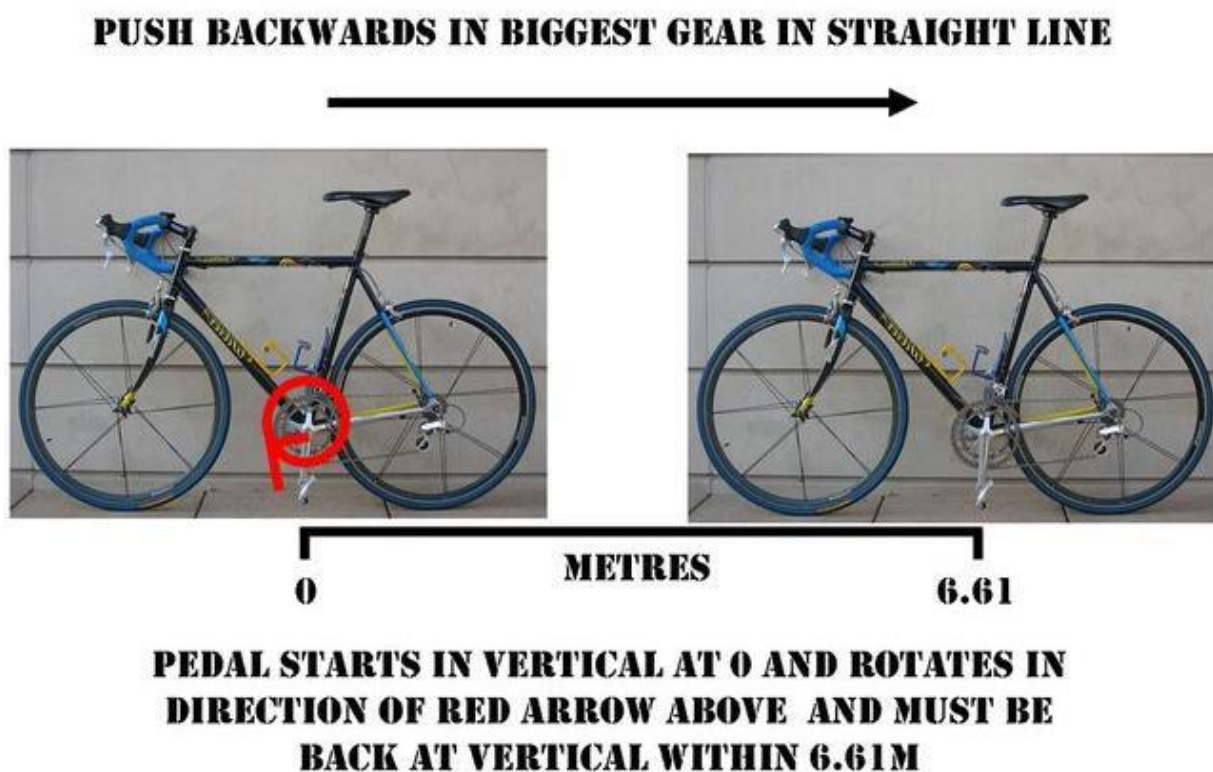 PUSH BACKWARDS IN BIGGEST GEAR IN STRAIGHT LINE
METRES
0
6.61
PEDAL STARTS IN VERTICAL AT 0 AND ROTATES IN
DIRECTION OF RED ARROW ABOVE AND MUST BE
BACK AT VERTICAL WITHIN 6.61M